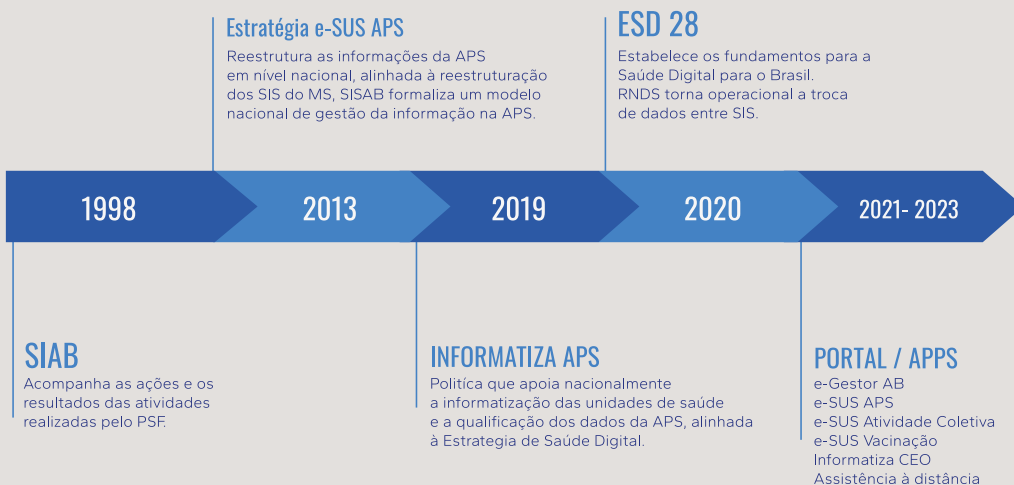 Estratégia e-SUS APS
Reestrutura as informações da APS
em nível nacional, alinhada à reestruturação
dos SIS do MS, SISAB formaliza um modelo
nacional de gestão da informação na APS.
ESD 28
Estabelece os fundamentos para a
Saúde Digital para o Brasil.
RNDS torna operacional a troca
de dados entre SIS.
1998
2013
2019
2020
2021- 2023
SIAB
Acompanha as ações e os
resultados das atividades
realizadas pelo PSF.
INFORMATIZA APS
Politíca que apoia nacionalmente
a informatização das unidades de saúde
e a qualificação dos dados da APS, alinhada
à Estrategia de Saúde Digital.
PORTAL / APPS
e-Gestor AB
e-SUS APS
e-SUS Atividade Coletiva
e-SUS Vacinação
Informatiza CEO
Assistência à distância